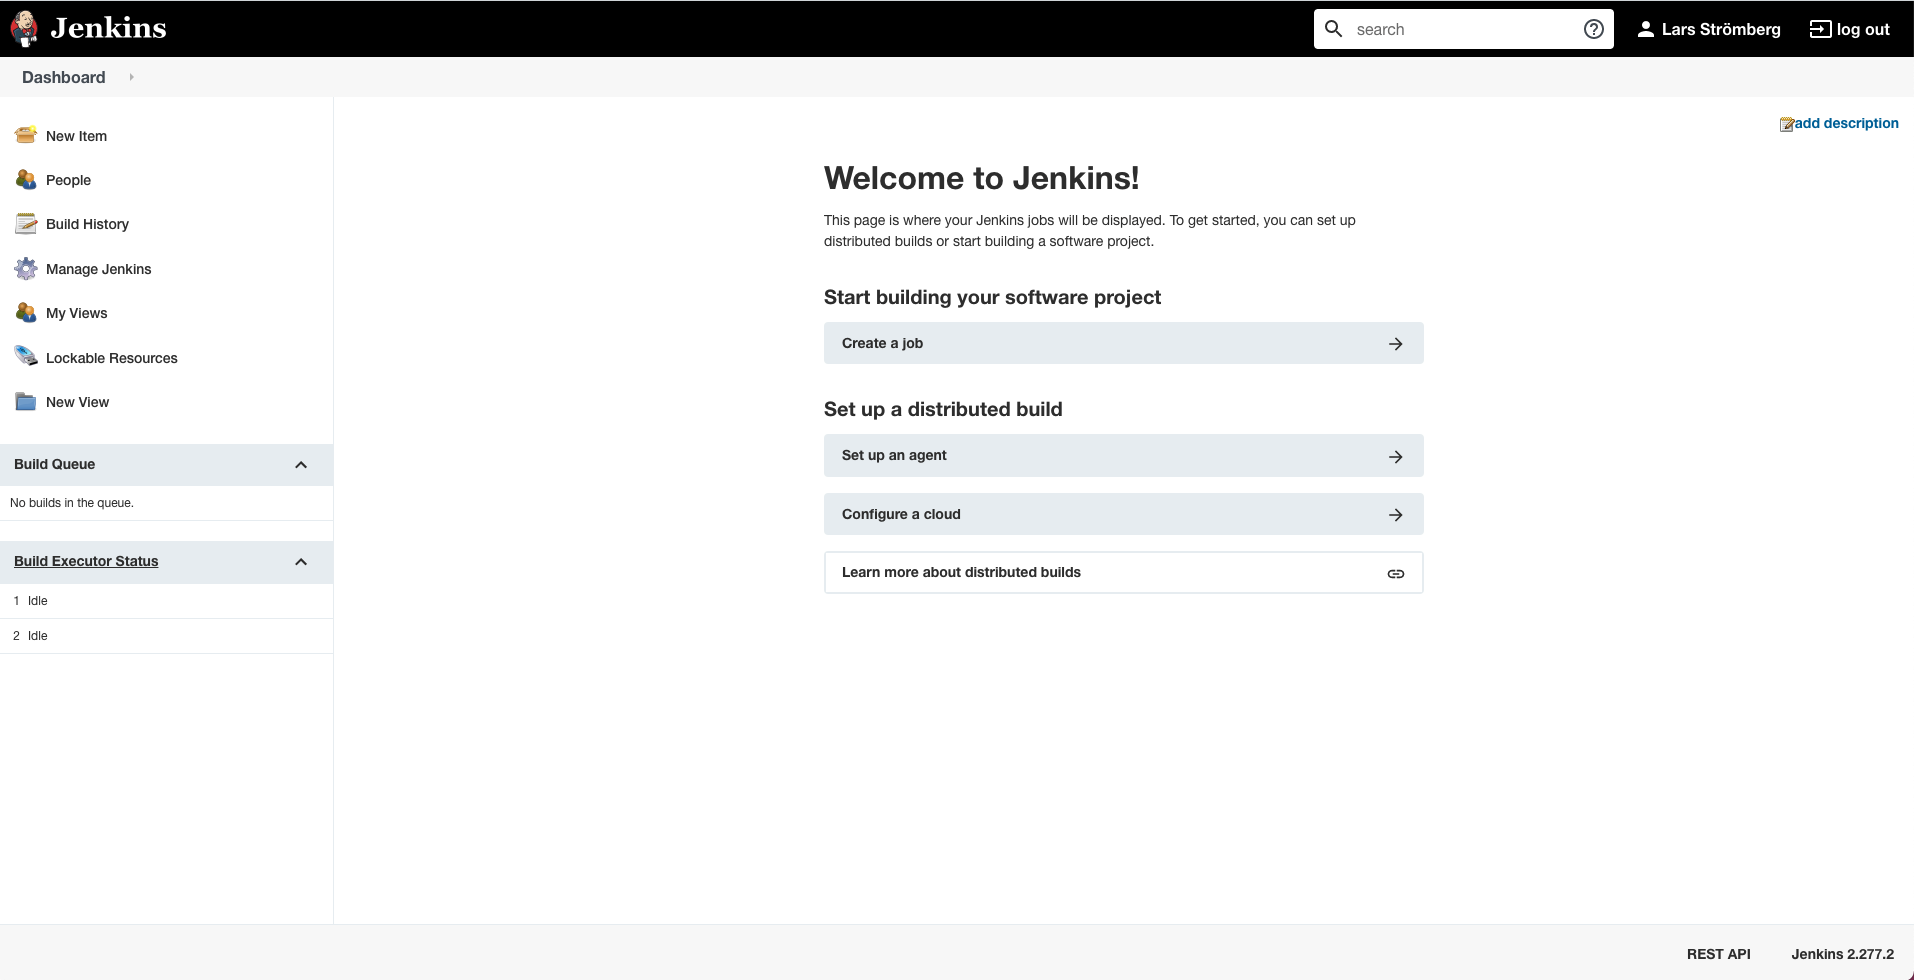 Jenkins
search
Lars Strömberg
log out
Dashboard
New Item
People
Build History
Manage Jenkins
My Views
Lockable Resources
New View
Build Queue
No builds in the queue.
Build Executor Status
1 Idle
2 Idle
add description
Welcome to Jenkins!
This page is where your Jenkins jobs will be displayed. To get started, you can set up
distributed builds or start building a software project.
Start building your software project
Create a job
Set up a distributed build
Set up an agent
Configure a cloud
Learn more about distributed builds
REST API
Jenkins 2.277.2